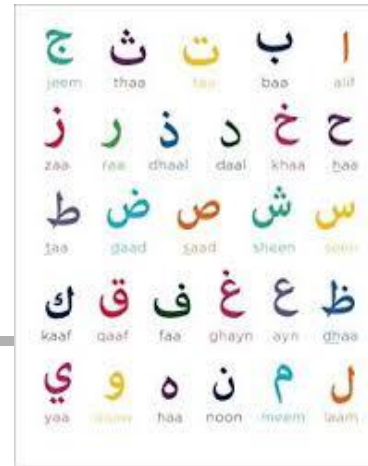 ا ب ت ث ج
alif baa taa thaa jeem
ح خ د ذ ر ز
haa khaa daal dhaal raa zaa
س ش ص ض ط
seen sheen saad daad taa
ظ ع غ ف ق ك
dhaa ayn ghayn faa qaaf kaaf
ل م ن ه و ي
laam meem noon haa waaw yaa